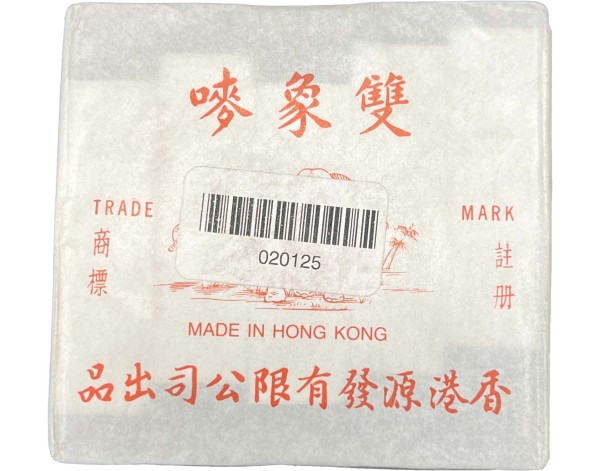 雙象嘜
TRADE MARK
註册商標
020125
MADE IN HONG KONG
香港源發有限公司出品